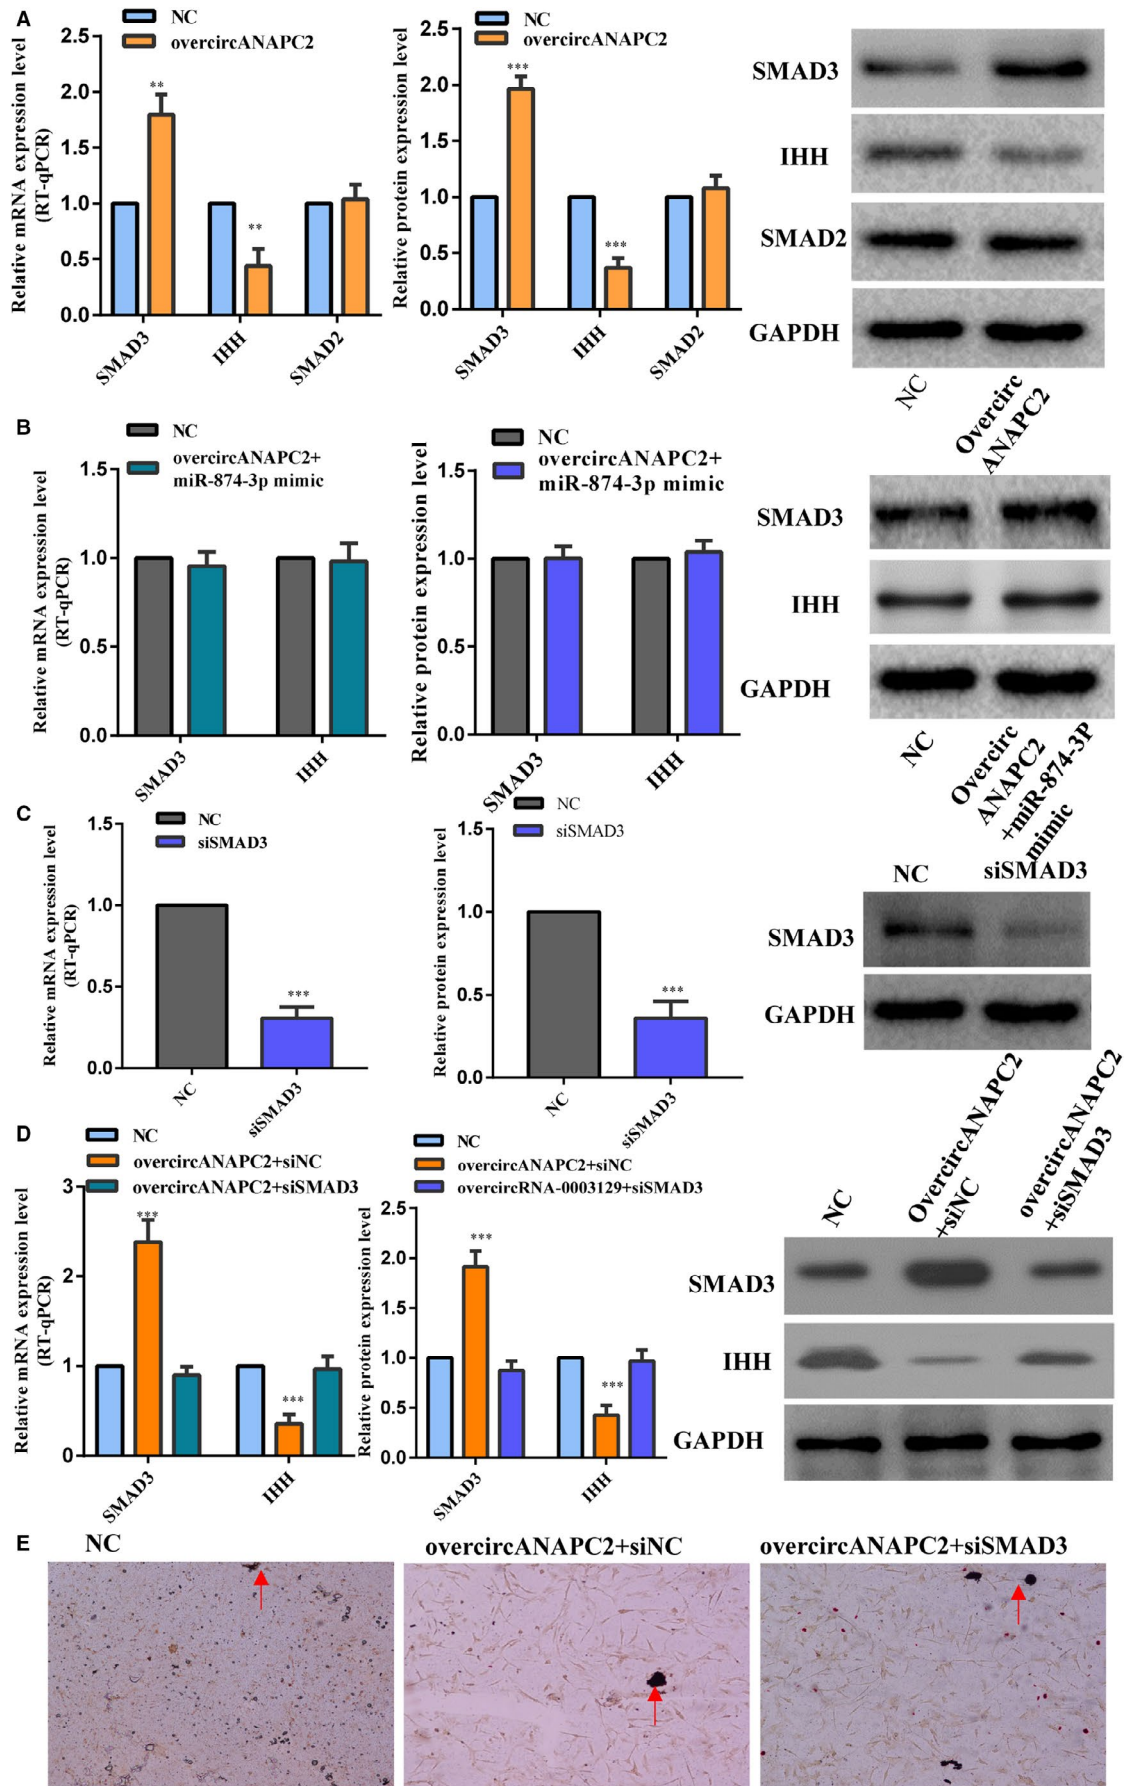 A
NC
overcircANAPC2
Relative mRNA expression level
(RT-qPCR)
2.5
2.0
1.5
1.0
0.5
0.0
**
**
SMAD3
IHH
SMAD2
NC
overcircANAPC2
Relative protein expression level
2.5
2.0
1.5
1.0
0.5
0.0
***
***
SMAD3
IHH
SMAD2
SMAD3
IHH
SMAD2
GAPDH
NC
Overcirc
ANAPC2
B
NC
overcircANAPC2+
miR-874-3p mimic
Relative mRNA expression level
(RT-qPCR)
1.5
1.0
0.5
0.0
SMAD3
IHH
NC
overcircANAPC2+
miR-874-3p mimic
Relative protein expression level
1.5
1.0
0.5
0.0
SMAD3
IHH
SMAD3
IHH
GAPDH
NC
Overcirc
ANAPC2
+miR-874-3P
mimic
C
NC
siSMAD3
Relative mRNA expression level
(RT-qPCR)
1.5
1.0
0.5
0.0
***
NC
siSMAD3
NC
siSMAD3
Relative protein expression level
1.5
1.0
0.5
0.0
***
NC
siSMAD3
NC
siSMAD3
SMAD3
GAPDH
D
NC
overcircANAPC2+siNC
overcircANAPC2+siSMAD3
Relative mRNA expression level
(RT-qPCR)
3
2
1
0
***
***
SMAD3
IHH
NC
overcircANAPC2+siNC
overcircRNA-0003129+siSMAD3
Relative protein expression level
2.5
2.0
1.5
1.0
0.5
0.0
***
***
SMAD3
IHH
NC
OvercircANAPC2
+siNC
overcircANAPC2
+siSMAD3
SMAD3
IHH
GAPDH
E
NC
overcircANAPC2+siNC
overcircANAPC2+siSMAD3